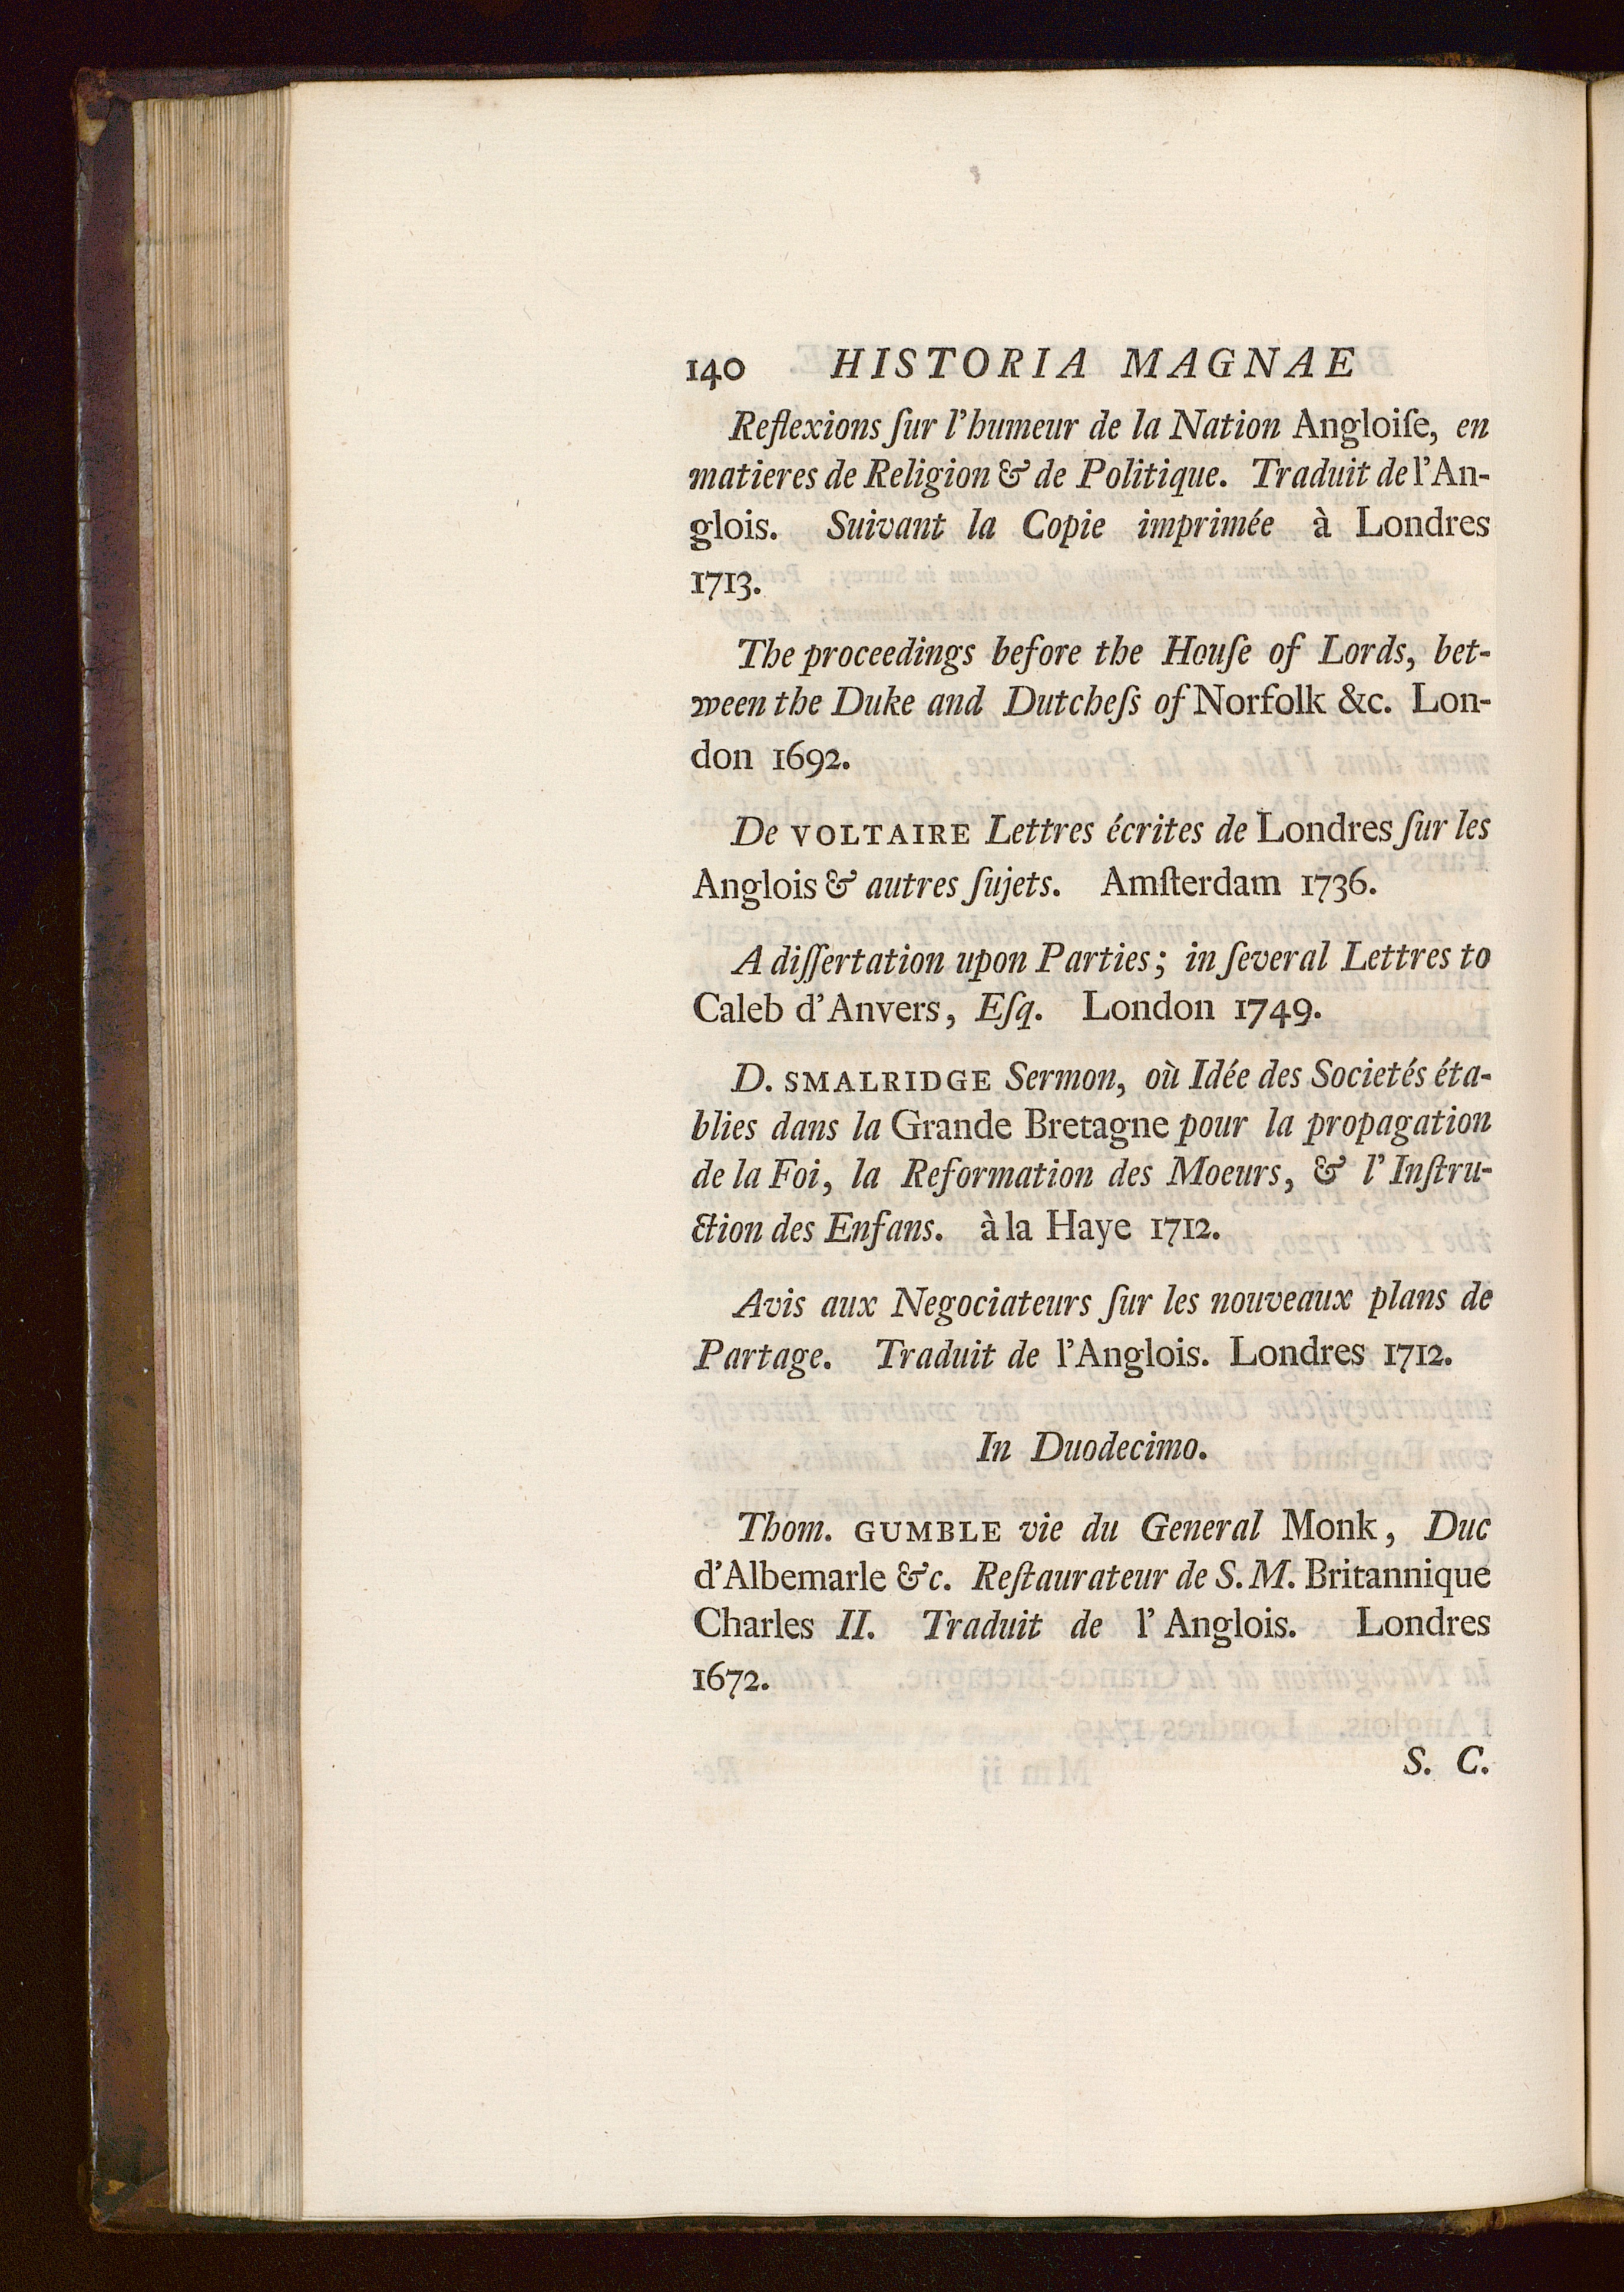 140 HISTORIA MAGNAE
Reflexions ſur l'humeur de la Nation Angloiſe, en
matieres de Religion & de Politique. Traduit de l'An-
glois. Suivant la Copie imprimée à Londres
1713.
The proceedings before the Houſe of Lords, bet-
ween the Duke and Dutcheſs of Norfolk &c. Lon-
don 1692.
De VOLTAIRE Lettres écrites de Londres ſur les
Anglois & autres ſujets. Amſterdam 1736.
A diſſertation upon Parties; in ſeveral Lettres to
Caleb d'Anvers, Eſq. London 1749.
D. SMALRIDGE Sermon, où Idée des Societés éta-
blies dans la Grande Bretagne pour la propagation
de la Foi, la Reformation des Moeurs, & l'Inſtru-
ction des Enfans. à la Haye 1712.
Avis aux Negociateurs ſur les nouveaux plans de
Partage. Traduit de l'Anglois. Londres 1712.
In Duodecimo.
Thom. GUMBLE vie du General Monk, Duc
d'Albemarle &c. Reſtaurateur de S. M. Britannique
Charles II. Traduit de l'Anglois. Londres
1672.
S. C.